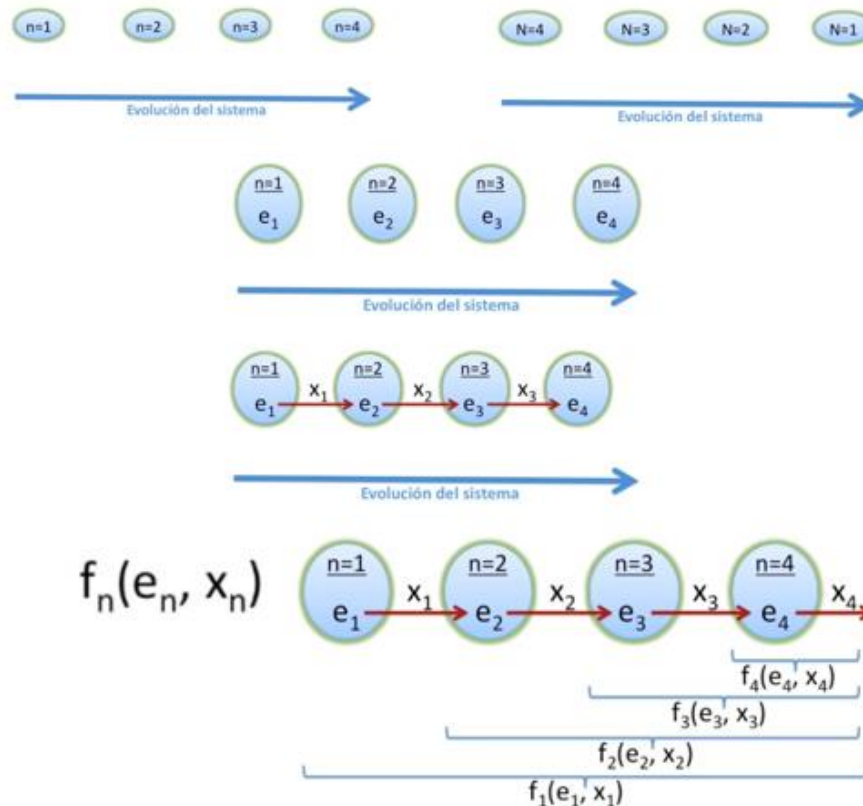 n=1 n=2 n=3 n=4
N=4 N=3 N=2 N=1
Evolución del sistema
Evolución del sistema
n=1 n=2 n=3 n=4
e₁ e₂ e₃ e₄
Evolución del sistema
n=1 n=2 n=3 n=4
x₁ x₂ x₃
e₁ e₂ e₃ e₄
Evolución del sistema
fₙ(eₙ, xₙ)
n=1 n=2 n=3 n=4
x₁ x₂ x₃ x₄
e₁ e₂ e₃ e₄
f₄(e₄, x₄)
f₃(e₃, x₃)
f₂(e₂, x₂)
f₁(e₁, x₁)